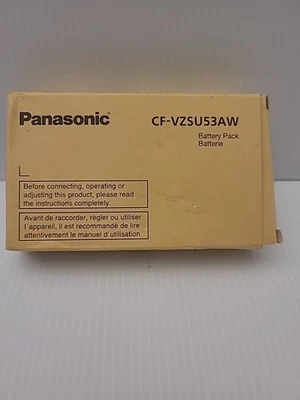 Panasonic
CF-VZSU53AW
Battery Pack
Batterie
Before connecting, operating or
adjusting this product, please read
the instructions completely.
Avant de raccorder, régler ou utiliser
l'appareil, il est recommandé de lire
attentivement le manuel d'utilisation.